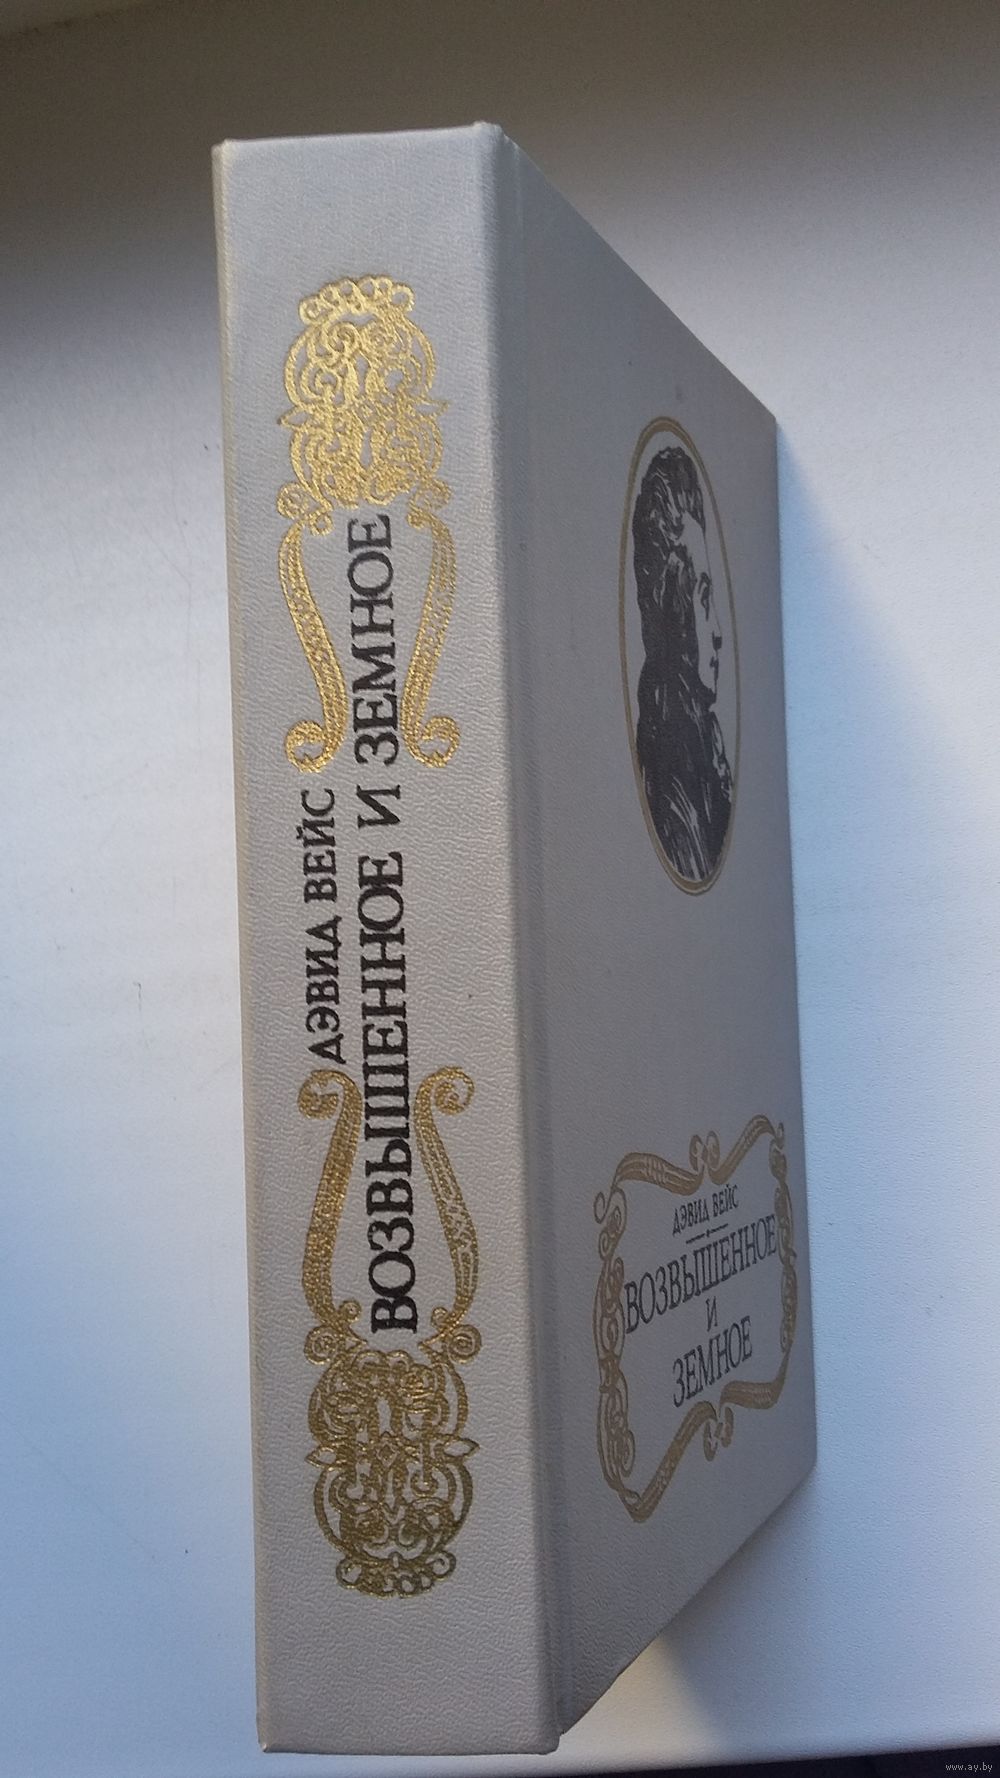 ДЭВИД ВЕЙС
ВОЗВЫШЕННОЕ И ЗЕМНОЕ
ДЭВИД ВЕЙС
ВОЗВЫШЕННОЕ
И
ЗЕМНОЕ
www.ay.by